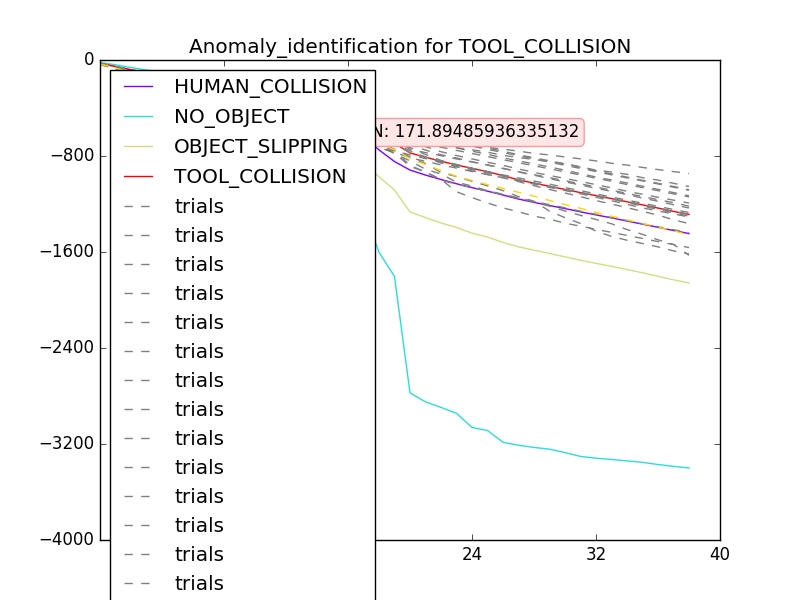 Anomaly_identification for TOOL_COLLISION
0
−800
−1600
−2400
−3200
−4000
HUMAN_COLLISION
NO_OBJECT
OBJECT_SLIPPING
TOOL_COLLISION
trials
trials
trials
trials
trials
trials
trials
trials
trials
trials
trials
trials
trials
trials
N: 171.89485936335132
24
32
40